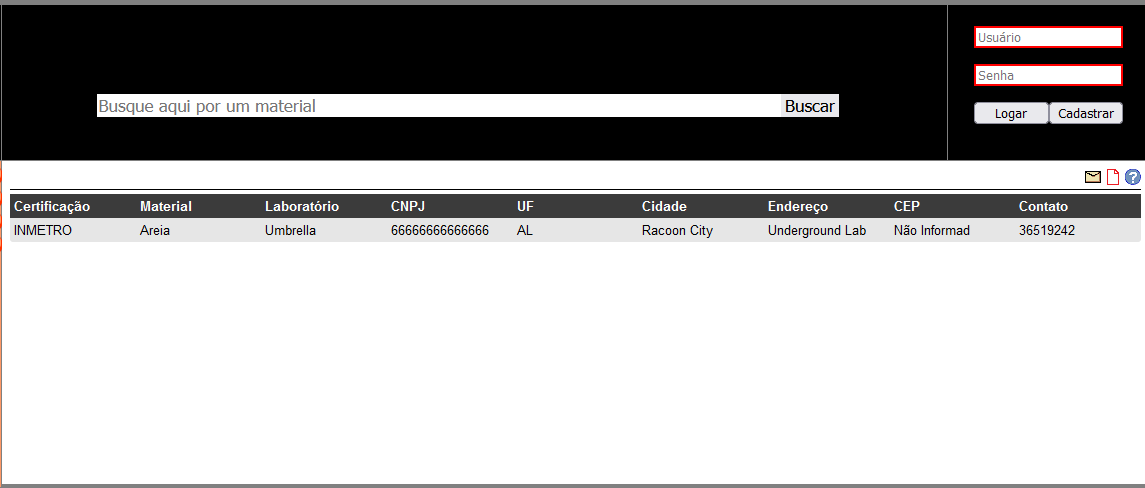 Usuário
Senha
Busque aqui por um material Buscar
Logar Cadastrar
?
Certificação Material Laboratório CNPJ UF Cidade Endereço CEP Contato
INMETRO Areia Umbrella 66666666666666 AL Racoon City Underground Lab Não Informad 36519242